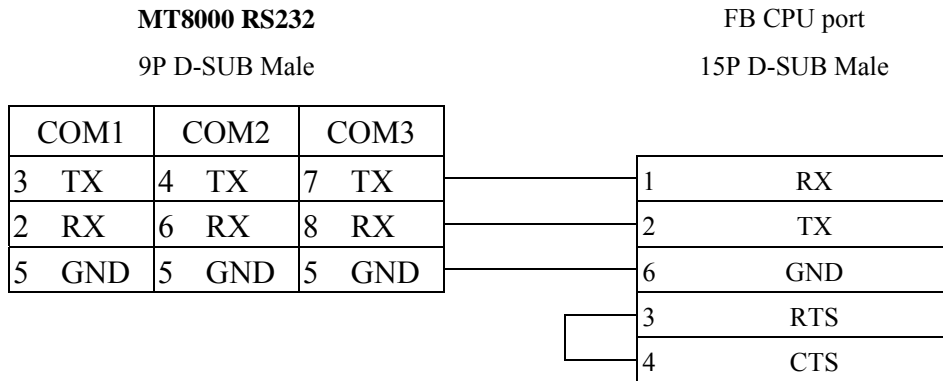 MT8000 RS232 FB CPU port
9P D-SUB Male 15P D-SUB Male
COM1 COM2 COM3
3 TX 4 TX 7 TX 1 RX
2 RX 6 RX 8 RX 2 TX
5 GND 5 GND 5 GND 6 GND
3 RTS
4 CTS